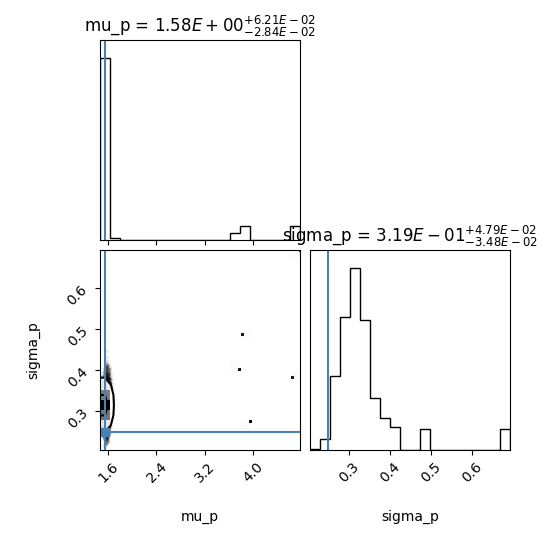 mu_p = 1.58E + 00 +6.21E − 02 −2.84E − 02
sigma_p = 3.19E − 01 +4.79E − 02 −3.48E − 02
0.6
0.5
0.4
0.3
sigma_p
1.6 2.4 3.2 4.0
0.3 0.4 0.5 0.6
mu_p
sigma_p